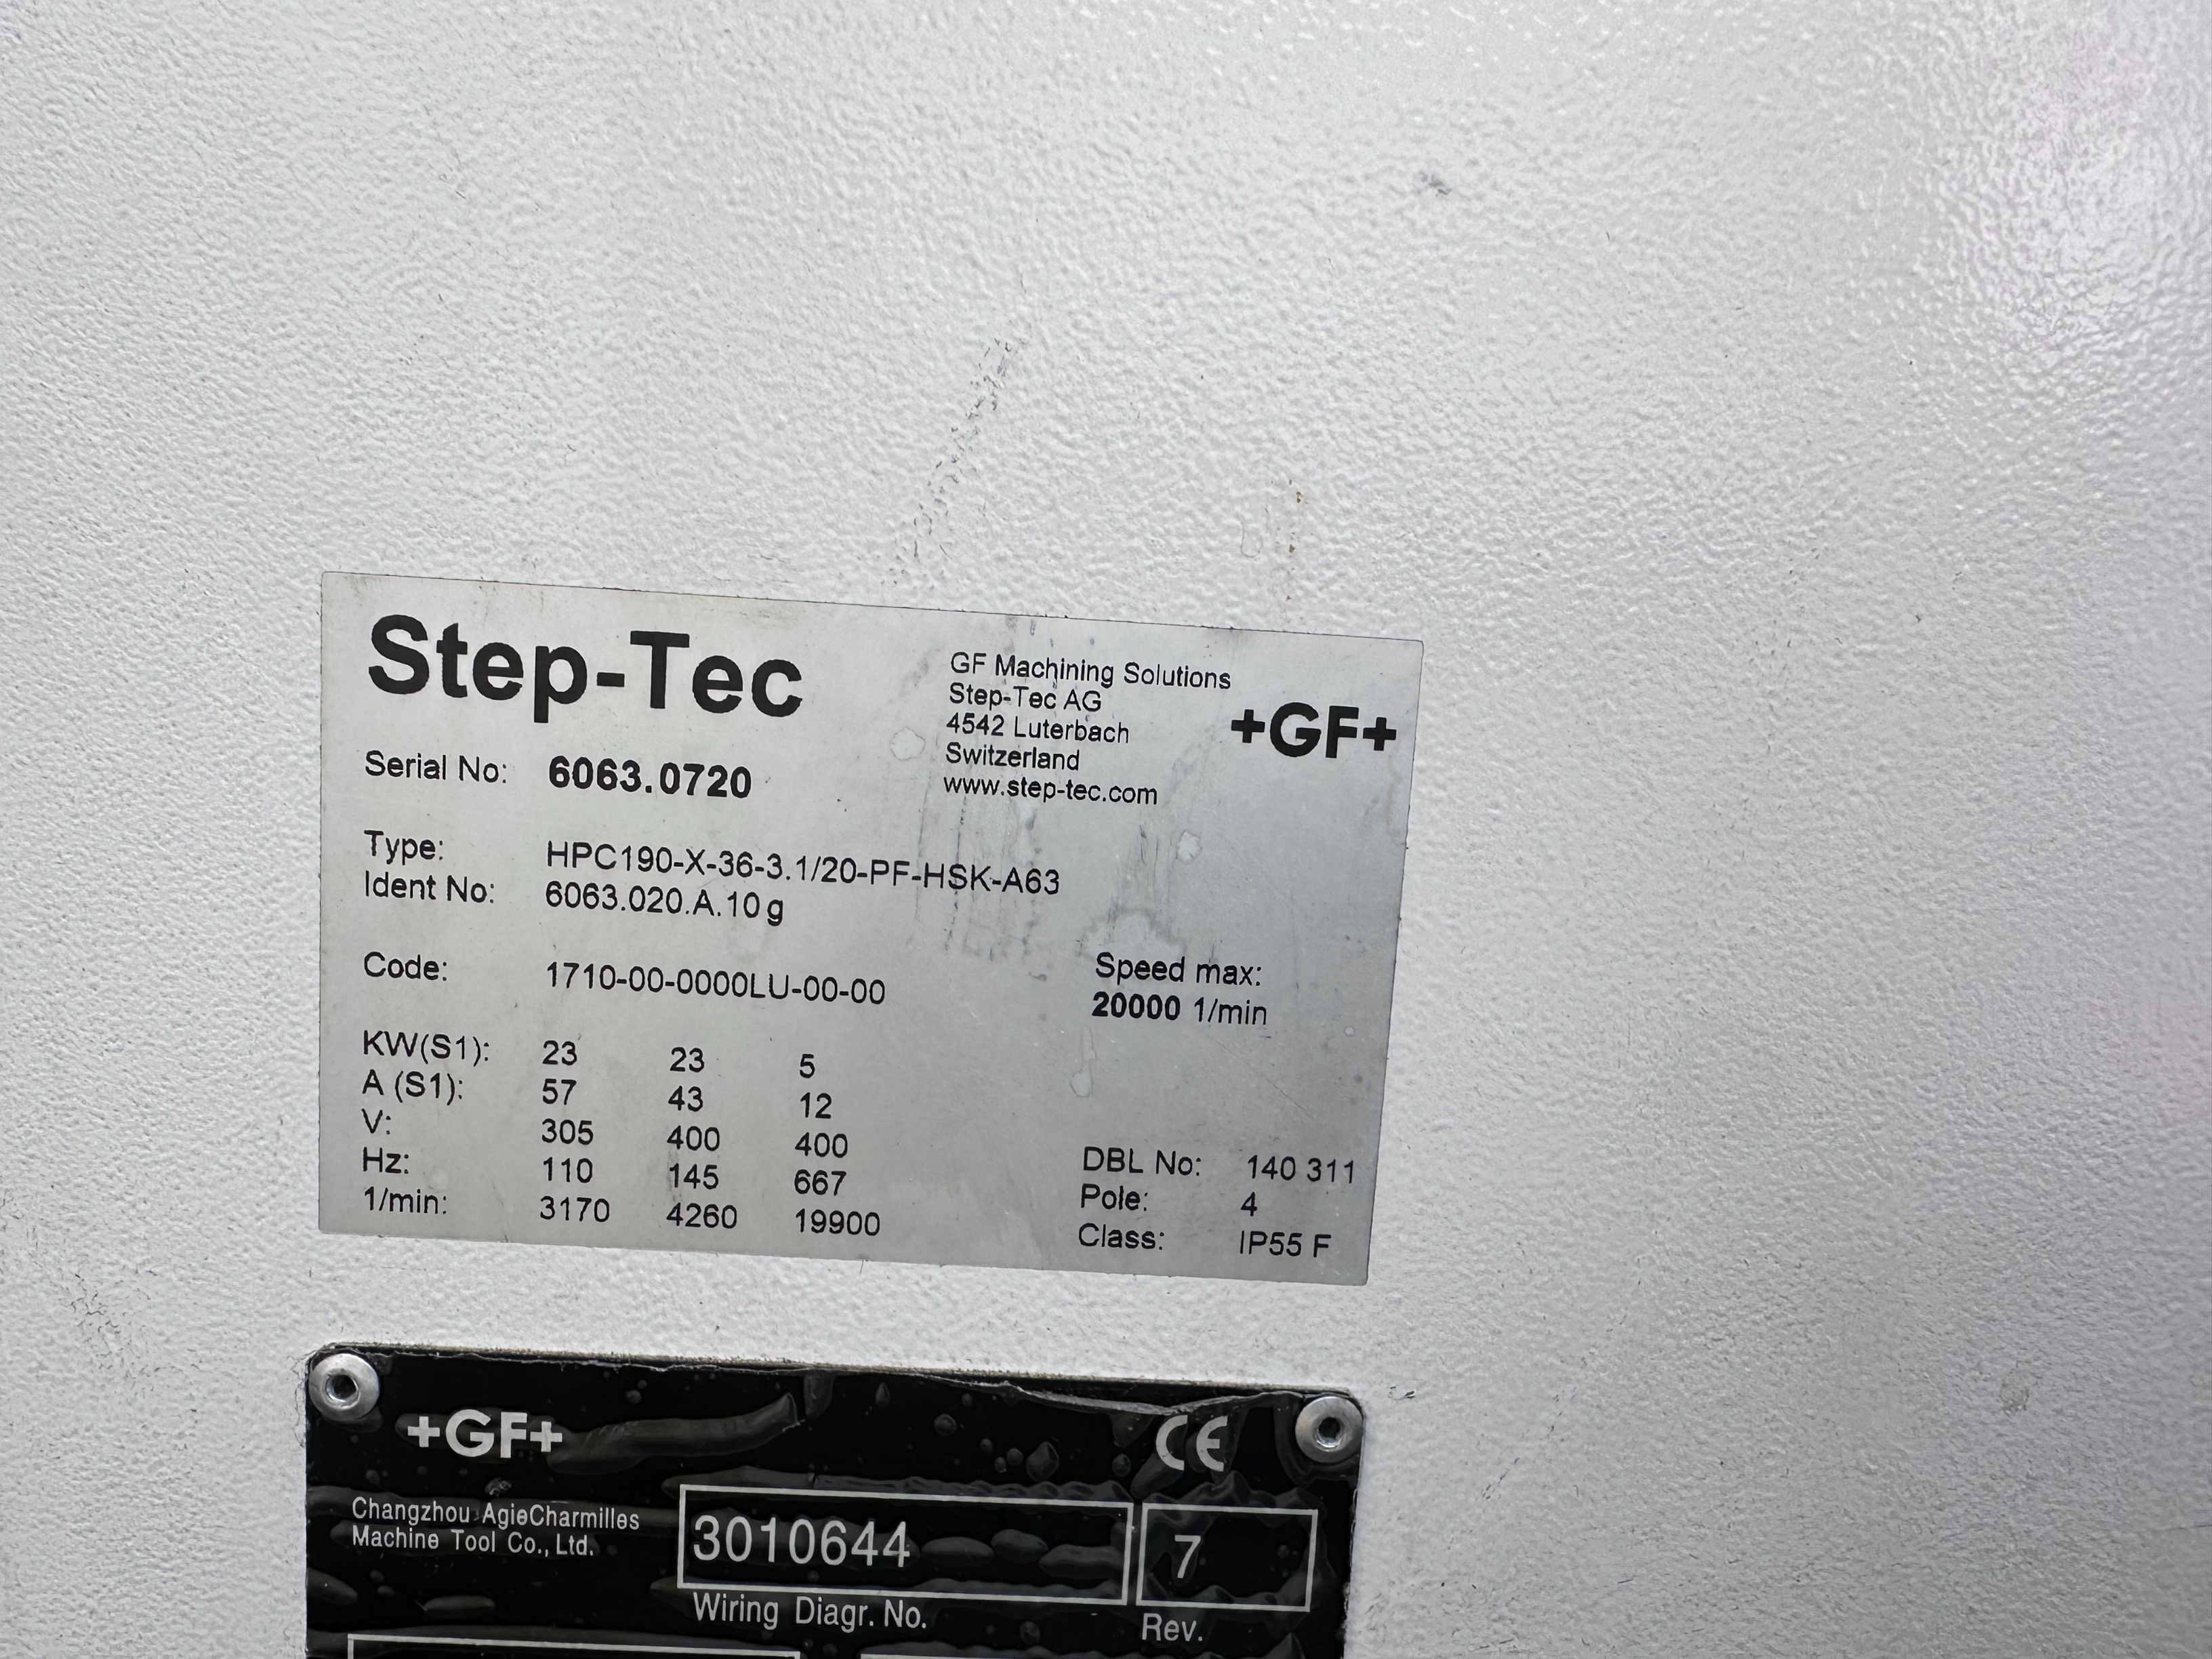 Step-Tec
GF Machining Solutions
Step-Tec AG
4542 Luterbach
Switzerland
www.step-tec.com
+GF+
Serial No: 6063.0720
Type: HPC190-X-36-3.1/20-PF-HSK-A63
Ident No: 6063.020.A.10 g
Code: 1710-00-0000LU-00-00
Speed max:
20000 1/min
KW(S1): 23 23 5
A (S1): 57 43 12
V: 305 400 400
Hz: 110 145 667
1/min: 3170 4260 19900
DBL No: 140 311
Pole: 4
Class: IP55 F
+GF+
CE
Changzhou AgieCharmilles
Machine Tool Co., Ltd.
3010644
Wiring Diagr. No.
7
Rev.